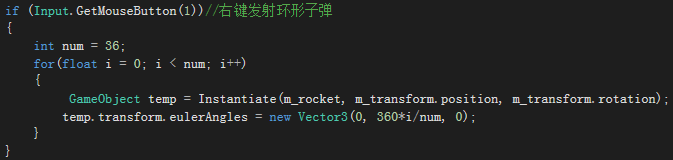 if (Input.GetMouseButton(1))//右键发射环形子弹
{
int num = 36;
for(float i = 0; i < num; i++)
{
GameObject temp = Instantiate(m_rocket, m_transform.position, m_transform.rotation);
temp.transform.eulerAngles = new Vector3(0, 360*i/num, 0);
}
}